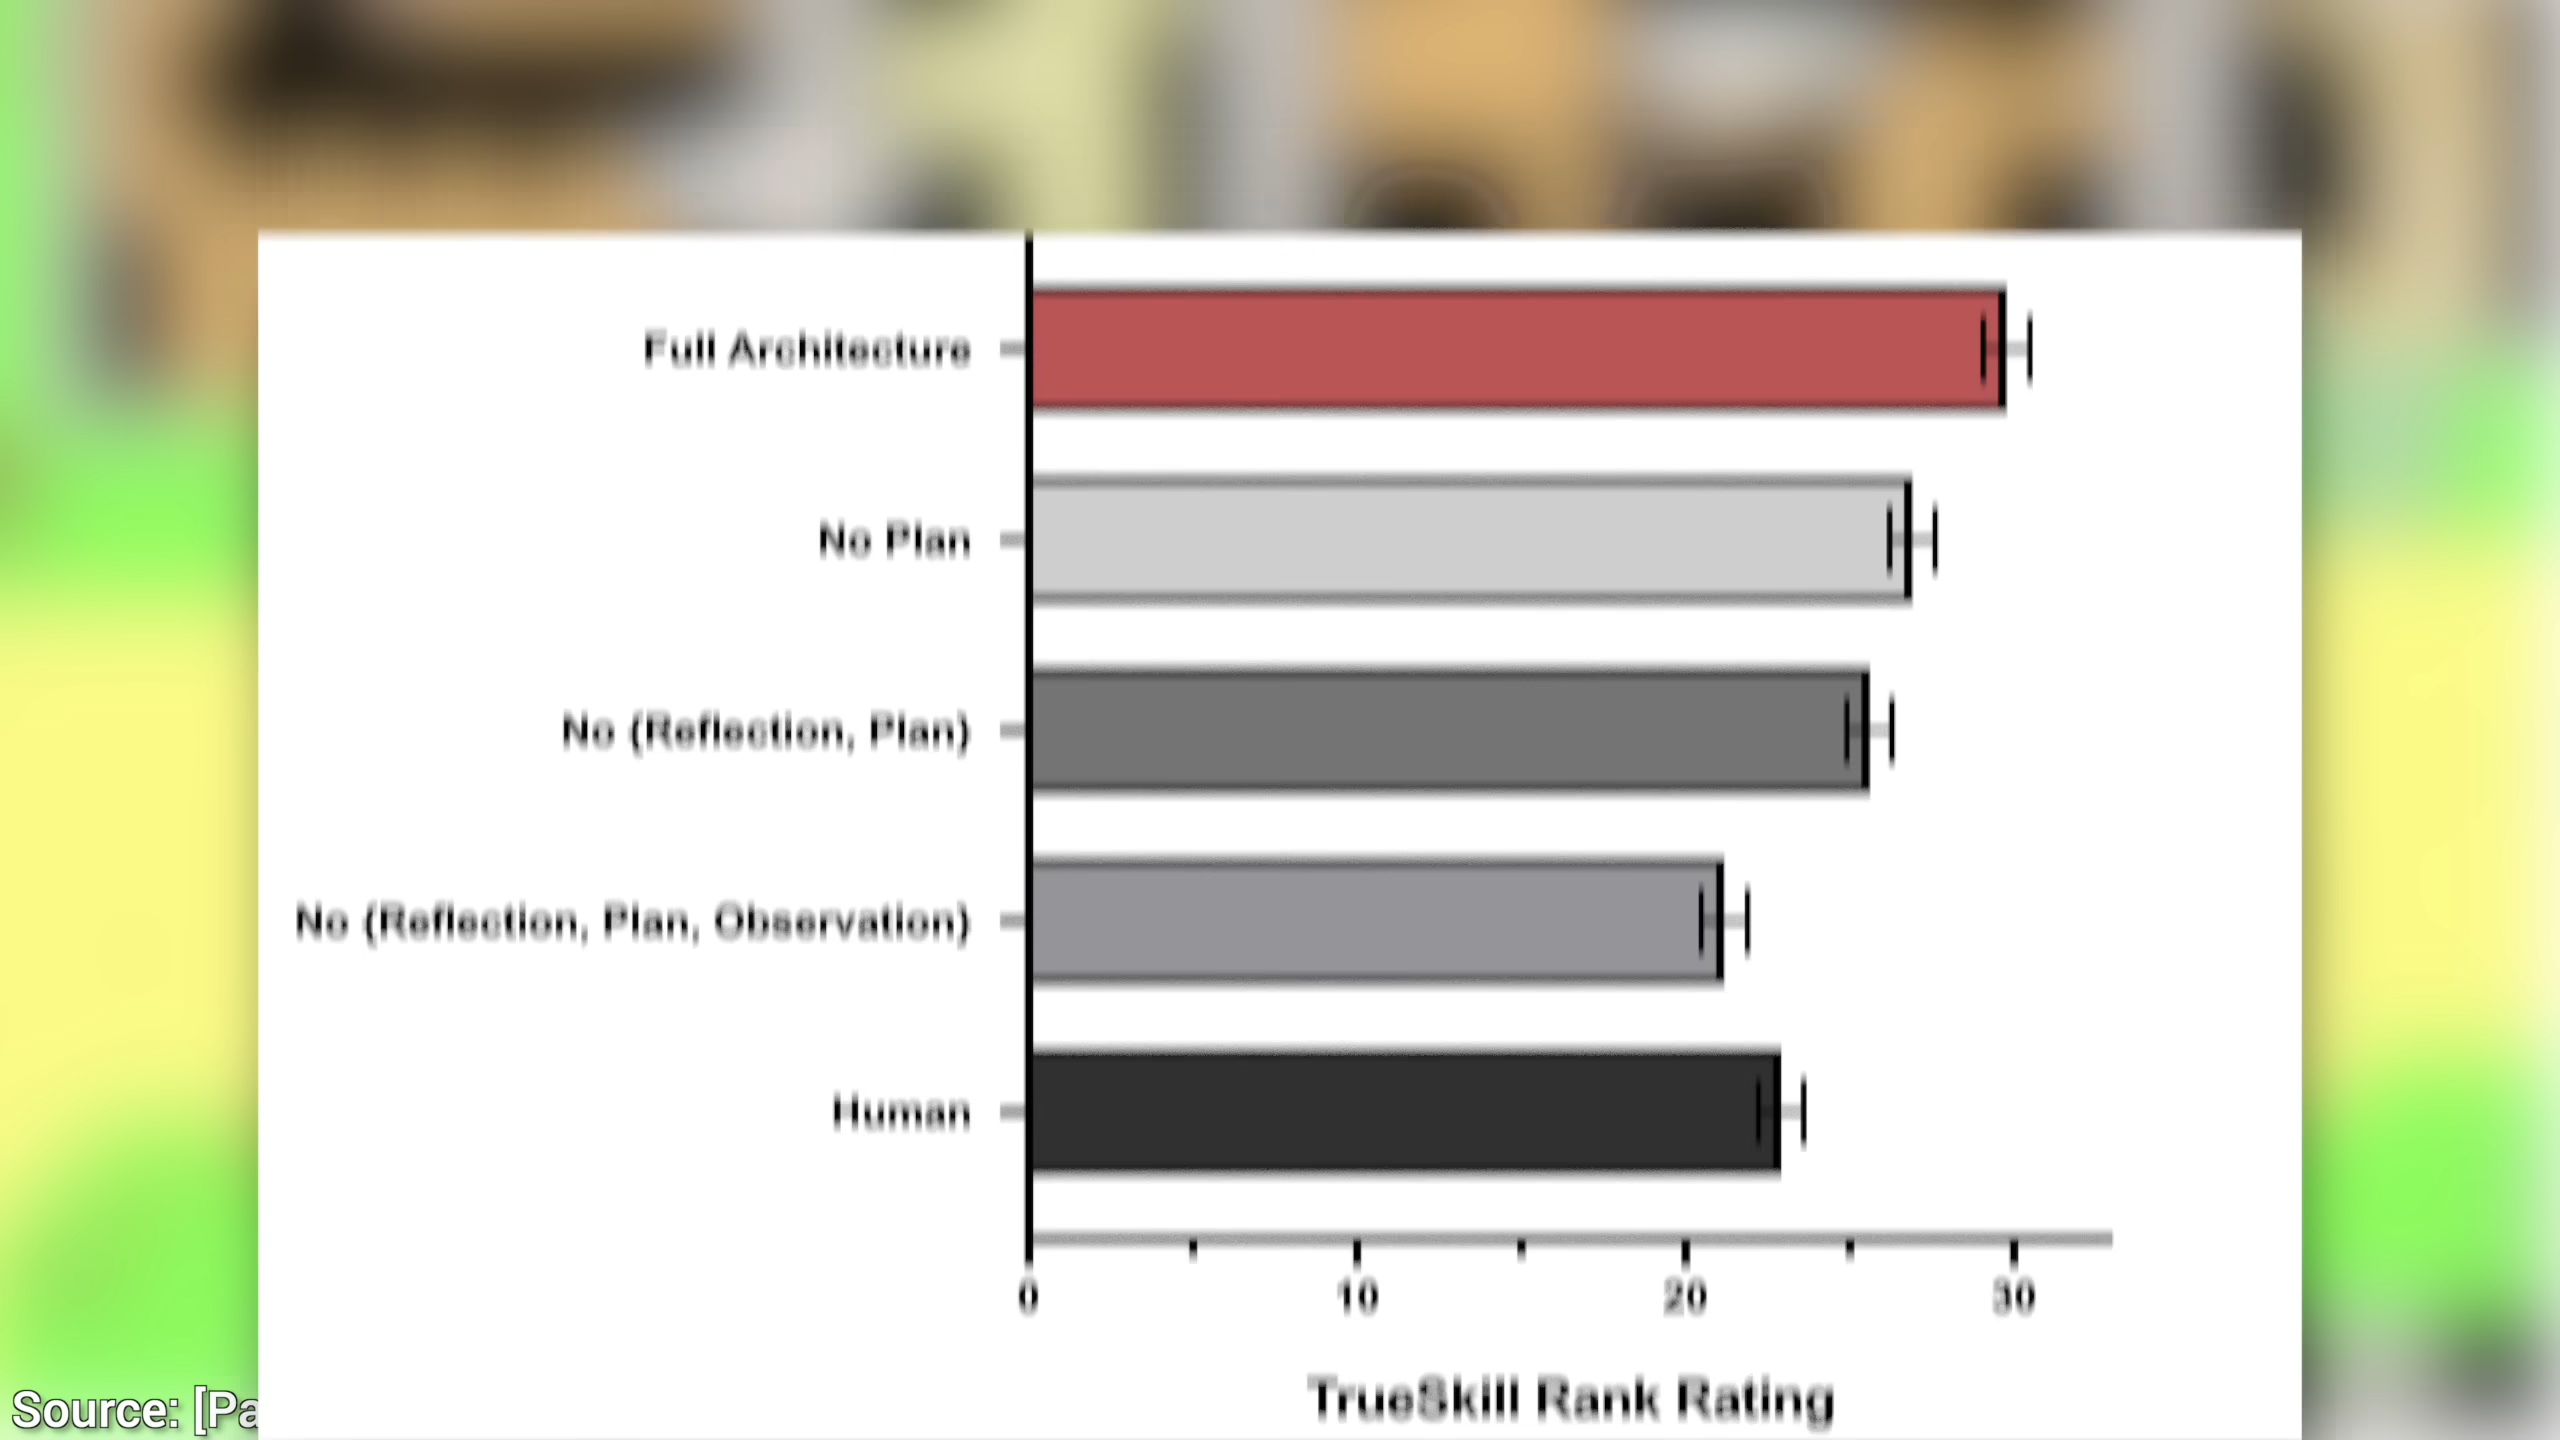 Full Architecture
No Plan
No (Reflection, Plan)
No (Reflection, Plan, Observation)
Human
0 10 20 30
TrueSkill Rank Rating
Source: [Pa